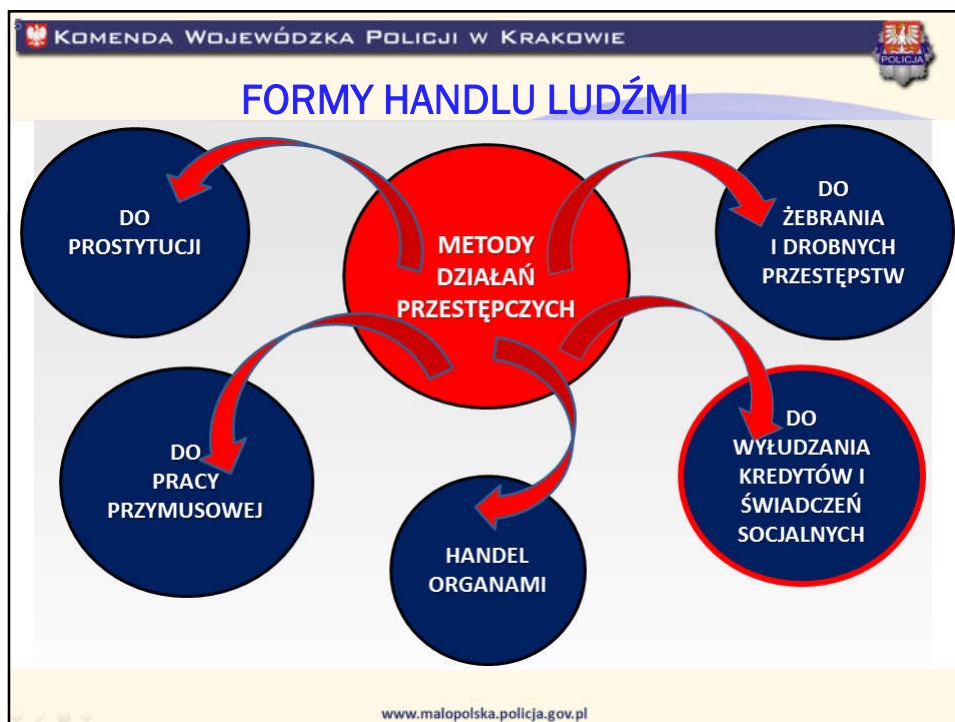 5
KOMENDA WOJEWÓDZKA POLICJI W KRAKOWIE
POLICJA
FORMY HANDLU LUDŹMI
DO
PROSTYTUCJI
METODY
DZIAŁAŃ
PRZESTĘPCZYCH
DO
ŻEBRANIA
I DROBNYCH
PRZESTĘPSTW
DO
PRACY
PRZYMUSOWEJ
HANDEL
ORGANAMI
DO
WYŁUDZANIA
KREDYTÓW I
ŚWIADCZEŃ
SOCJALNYCH
www.malopolska.policja.gov.pl